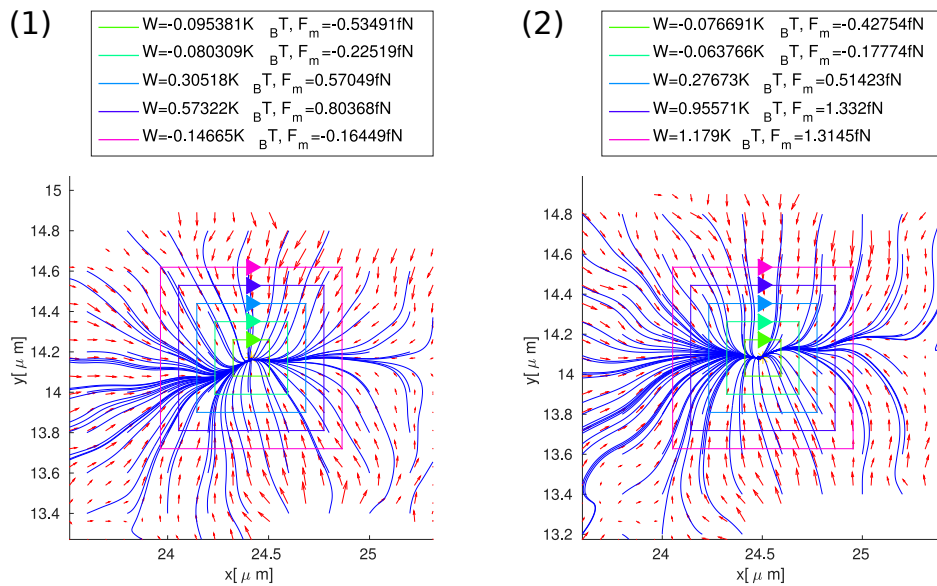 (1)
W=-0.095381K BT, Fm=-0.53491fN
W=-0.080309K BT, Fm=-0.22519fN
W=0.30518K BT, Fm=0.57049fN
W=0.57322K BT, Fm=0.80368fN
W=-0.14665K BT, Fm=-0.16449fN
15
14.8
14.6
14.4
14.2
14
13.8
13.6
13.4
y[ μ m]
24
24.5
25
x[ μ m]
(2)
W=-0.076691K BT, Fm=-0.42754fN
W=-0.063766K BT, Fm=-0.17774fN
W=0.27673K BT, Fm=0.51423fN
W=0.95571K BT, Fm=1.332fN
W=1.179K BT, Fm=1.3145fN
14.8
14.6
14.4
14.2
14
13.8
13.6
13.4
13.2
y[ μ m]
24
24.5
25
x[ μ m]